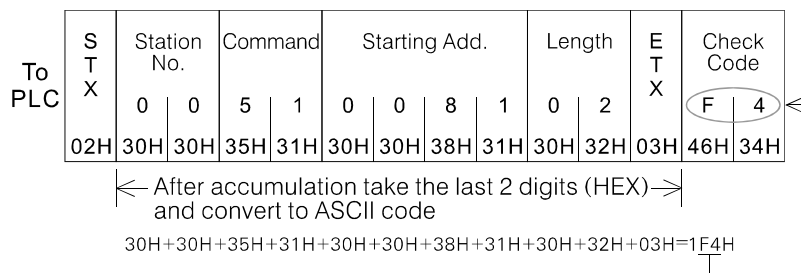 S T X Station No. Command Starting Add. Length E T X Check Code
To PLC
0 0 5 1 0 0 8 1 0 2 F 4
02H 30H 30H 35H 31H 30H 30H 38H 31H 30H 32H 03H 46H 34H
After accumulation take the last 2 digits (HEX)
and convert to ASCII code
30H+30H+35H+31H+30H+30H+38H+31H+30H+32H+03H=1F4H